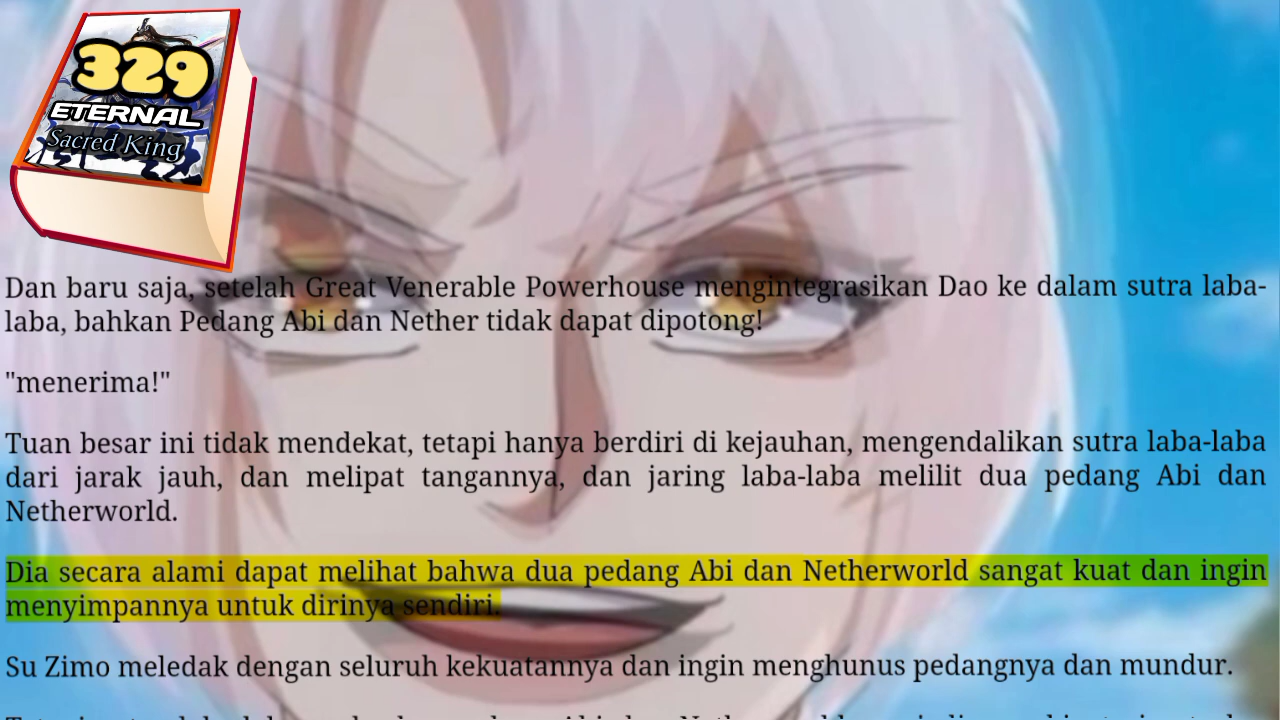 329
ETERNAL
Sacred King
Dan baru saja, setelah Great Venerable Powerhouse mengintegrasikan Dao ke dalam sutra laba-
laba, bahkan Pedang Abi dan Nether tidak dapat dipotong!
"menerima!"
Tuan besar ini tidak mendekat, tetapi hanya berdiri di kejauhan, mengendalikan sutra laba-laba
dari jarak jauh, dan melipat tangannya, dan jaring laba-laba melilit dua pedang Abi dan
Netherworld.
Dia secara alami dapat melihat bahwa dua pedang Abi dan Netherworld sangat kuat dan ingin
menyimpannya untuk dirinya sendiri.
Su Zimo meledak dengan seluruh kekuatannya dan ingin menghunus pedangnya dan mundur.